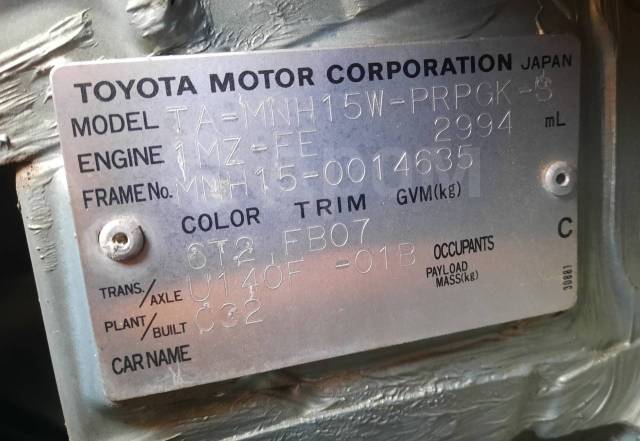 TOYOTA MOTOR CORPORATION JAPAN
MODEL TA-MNH15W-PRPGK-S
ENGINE 1MZ-FE 2994 mL
FRAME No. MNH15-0014635
COLOR TRIM GVM(kg)
6T2 FB07
TRANS./AXLE U140F -01B OCCUPANTS C
PAYLOAD MASS(kg)
PLANT/BUILT C32
30881
CAR NAME